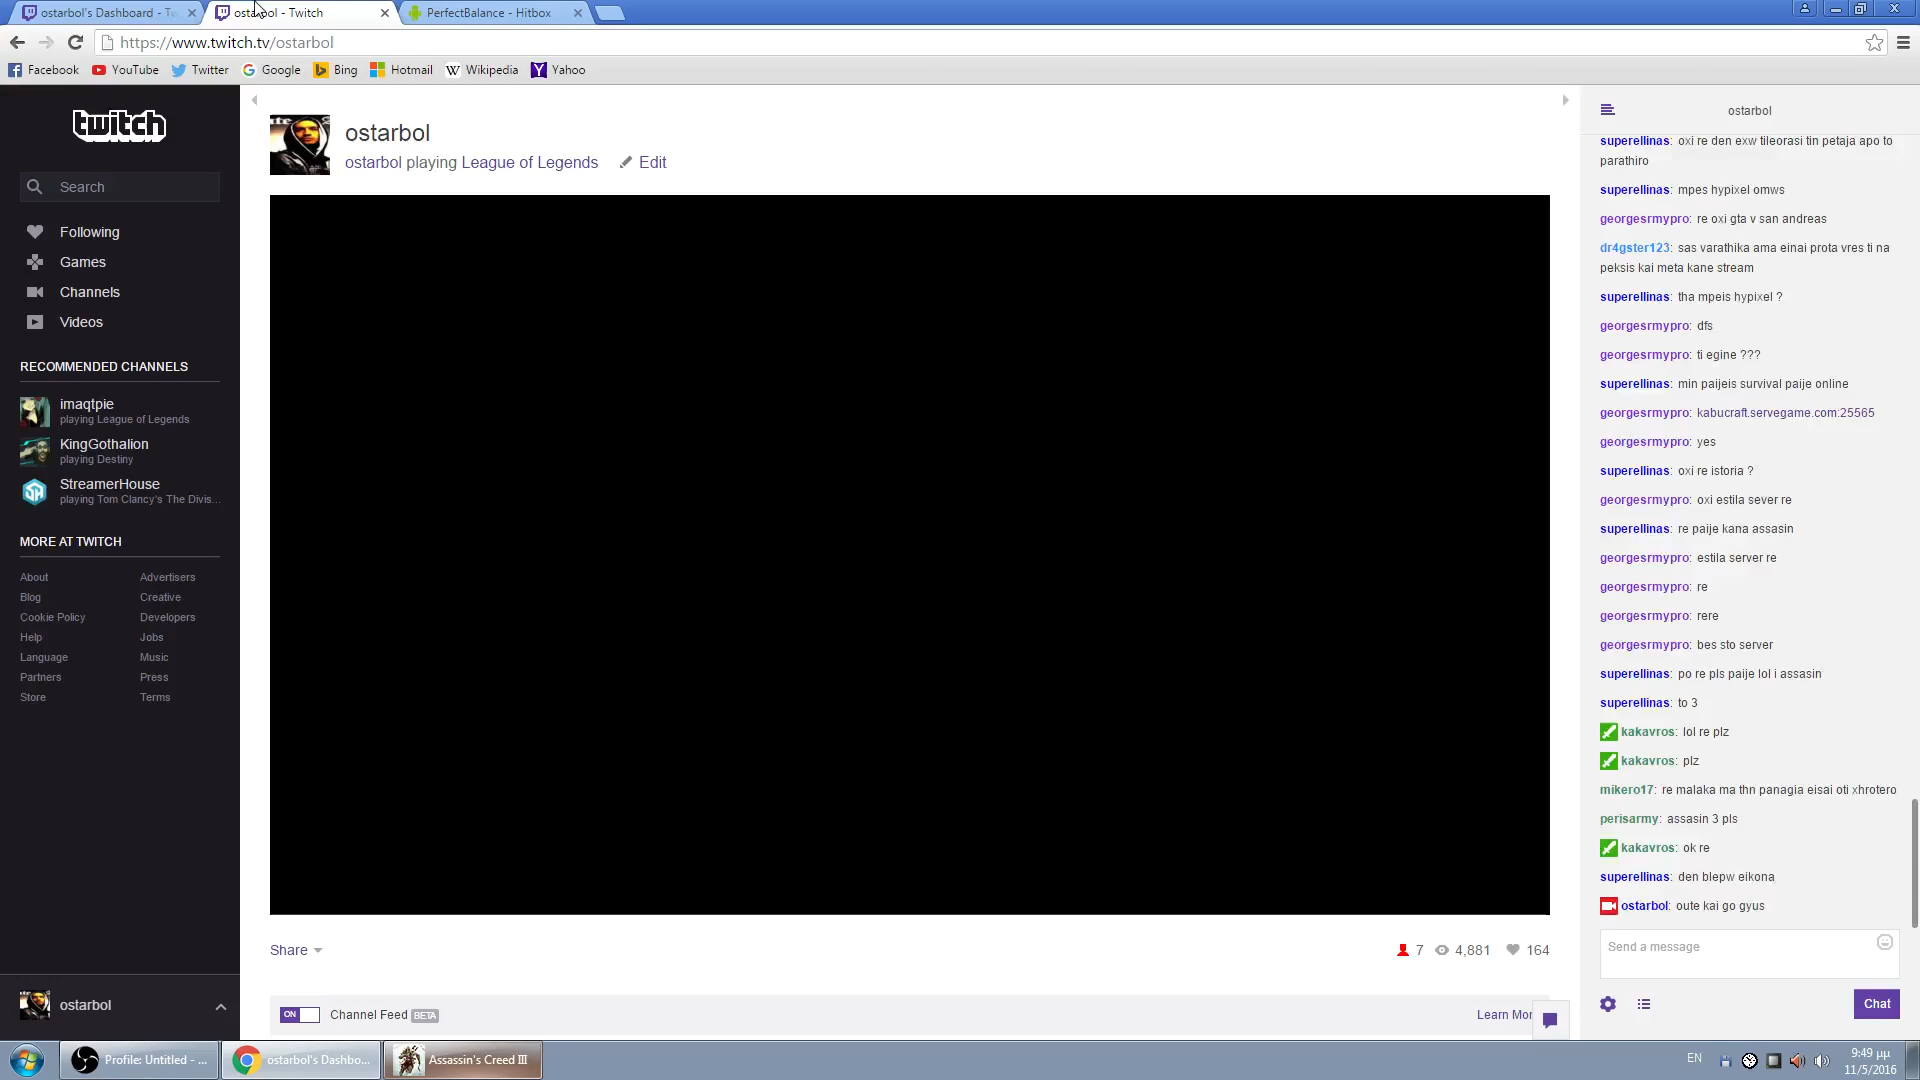 ostarbol's Dashboard - Tw
ostarbol - Twitch
PerfectBalance - Hitbox
https://www.twitch.tv/ostarbol
Facebook
YouTube
Twitter
Google
Bing
Hotmail
Wikipedia
Yahoo
twitch
Search
Following
Games
Channels
Videos
RECOMMENDED CHANNELS
imaqtpie
playing League of Legends
KingGothalion
playing Destiny
StreamerHouse
playing Tom Clancy's The Divis...
MORE AT TWITCH
About
Advertisers
Blog
Creative
Cookie Policy
Developers
Help
Jobs
Language
Music
Partners
Press
Store
Terms
ostarbol
ostarbol
ostarbol playing League of Legends
Edit
Share
7
4,881
164
ON
Channel Feed BETA
Learn Mor
ostarbol
superellinas: oxi re den exw tileorasi tin petaja apo to
parathiro
superellinas: mpes hypixel omws
georgesrmypro: re oxi gta v san andreas
dr4gster123: sas varathika ama einai prota vres ti na
peksis kai meta kane stream
superellinas: tha mpeis hypixel ?
georgesrmypro: dfs
georgesrmypro: ti egine ???
superellinas: min paijeis survival paije online
georgesrmypro: kabucraft.servegame.com:25565
georgesrmypro: yes
superellinas: oxi re istoria ?
georgesrmypro: oxi estila sever re
superellinas: re paije kana assasin
georgesrmypro: estila server re
georgesrmypro: re
georgesrmypro: rere
georgesrmypro: bes sto server
superellinas: po re pls paije lol i assasin
superellinas: to 3
kakavros: lol re plz
kakavros: plz
mikero17: re malaka ma thn panagia eisai oti xhrotero
perisarmy: assasin 3 pls
kakavros: ok re
superellinas: den blepw eikona
ostarbol: oute kai go gyus
Send a message
Chat
Profile: Untitled - ...
ostarbol's Dashbo...
Assassin's Creed III
EN
9:49 μμ
11/5/2016